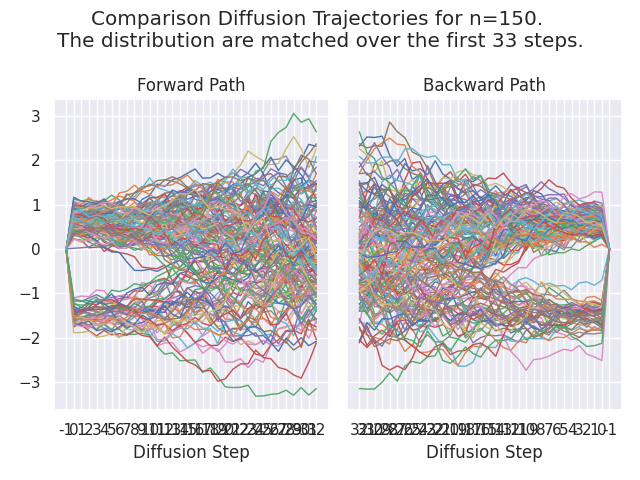 Comparison Diffusion Trajectories for n=150.
The distribution are matched over the first 33 steps.
Forward Path
Backward Path
3
2
1
0
−1
−2
−3
Diffusion Step
Diffusion Step